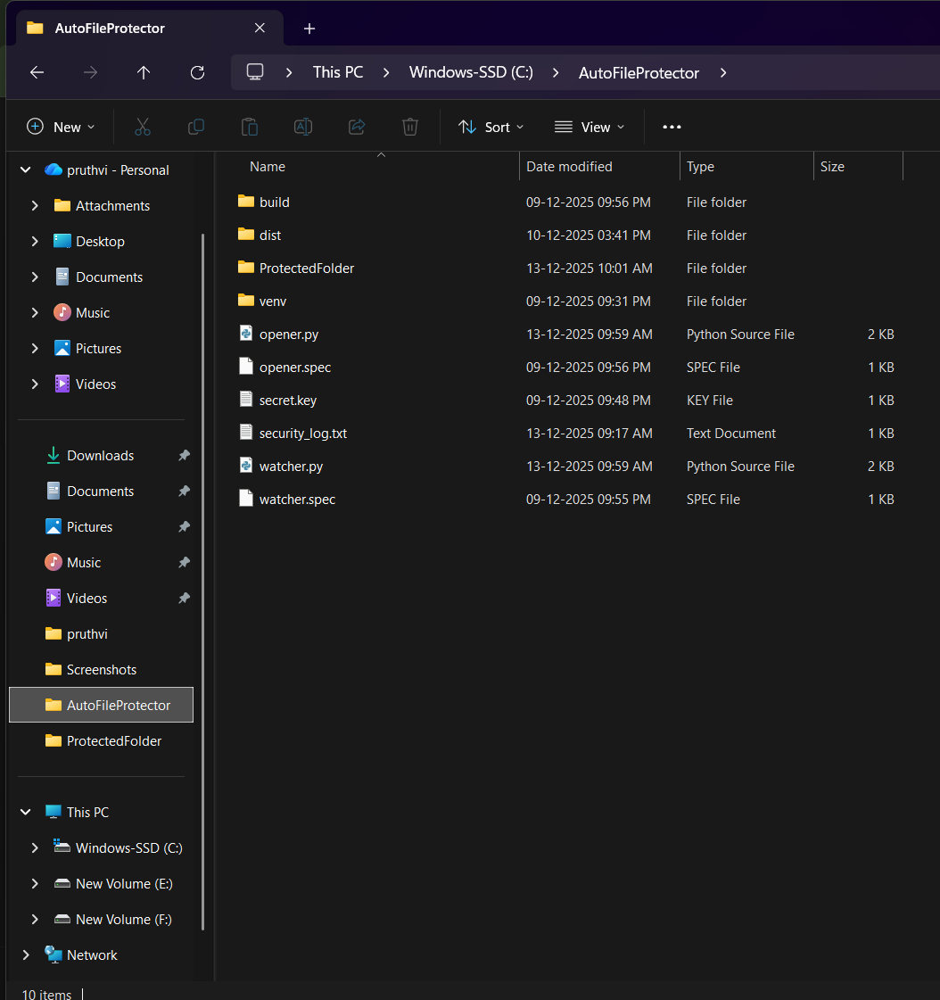 AutoFileProtector
This PC Windows-SSD (C:) AutoFileProtector
New Sort View
pruthvi - Personal
Attachments
Desktop
Documents
Music
Pictures
Videos
Downloads
Documents
Pictures
Music
Videos
pruthvi
Screenshots
AutoFileProtector
ProtectedFolder
This PC
Windows-SSD (C:)
New Volume (E:)
New Volume (F:)
Network
Name Date modified Type Size
build 09-12-2025 09:56 PM File folder
dist 10-12-2025 03:41 PM File folder
ProtectedFolder 13-12-2025 10:01 AM File folder
venv 09-12-2025 09:31 PM File folder
opener.py 13-12-2025 09:59 AM Python Source File 2 KB
opener.spec 09-12-2025 09:56 PM SPEC File 1 KB
secret.key 09-12-2025 09:48 PM KEY File 1 KB
security_log.txt 13-12-2025 09:17 AM Text Document 1 KB
watcher.py 13-12-2025 09:59 AM Python Source File 2 KB
watcher.spec 09-12-2025 09:55 PM SPEC File 1 KB
10 items